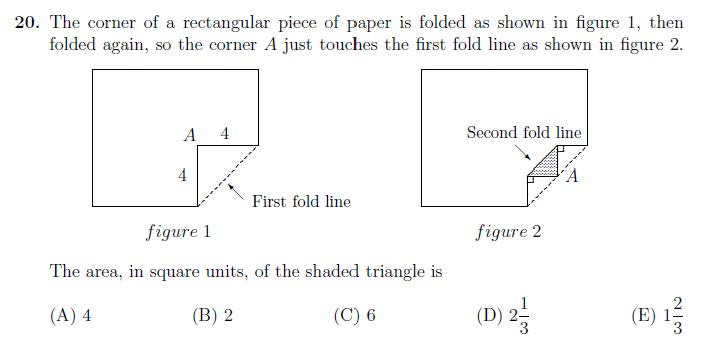 20. The corner of a rectangular piece of paper is folded as shown in figure 1, then
folded again, so the corner A just touches the first fold line as shown in figure 2.
A 4
4
First fold line
figure 1
Second fold line
A
figure 2
The area, in square units, of the shaded triangle is
(A) 4 (B) 2 (C) 6 (D) 2 1/3 (E) 1 2/3